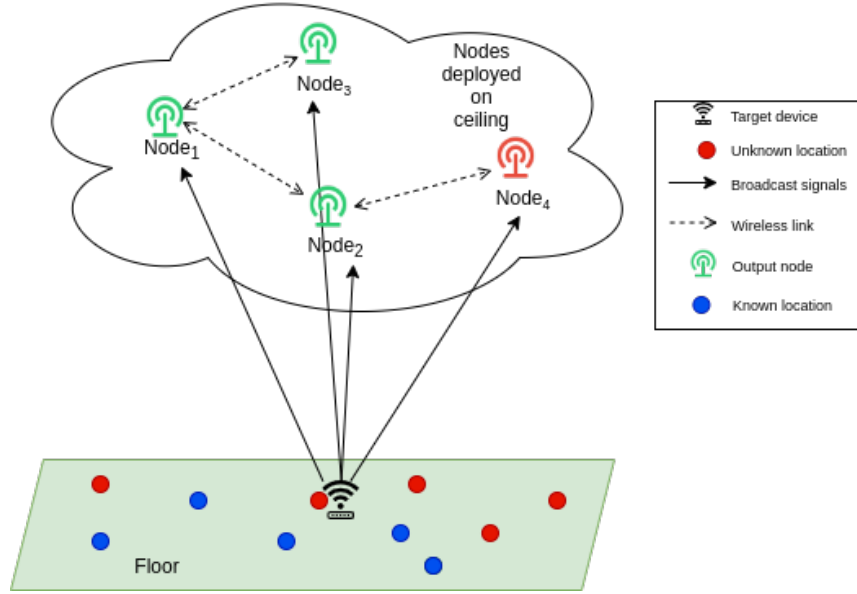 Node₃
Nodes
deployed
on
ceiling
Node₁
Node₄
Node₂
Floor
Target device
Unknown location
Broadcast signals
Wireless link
Output node
Known location